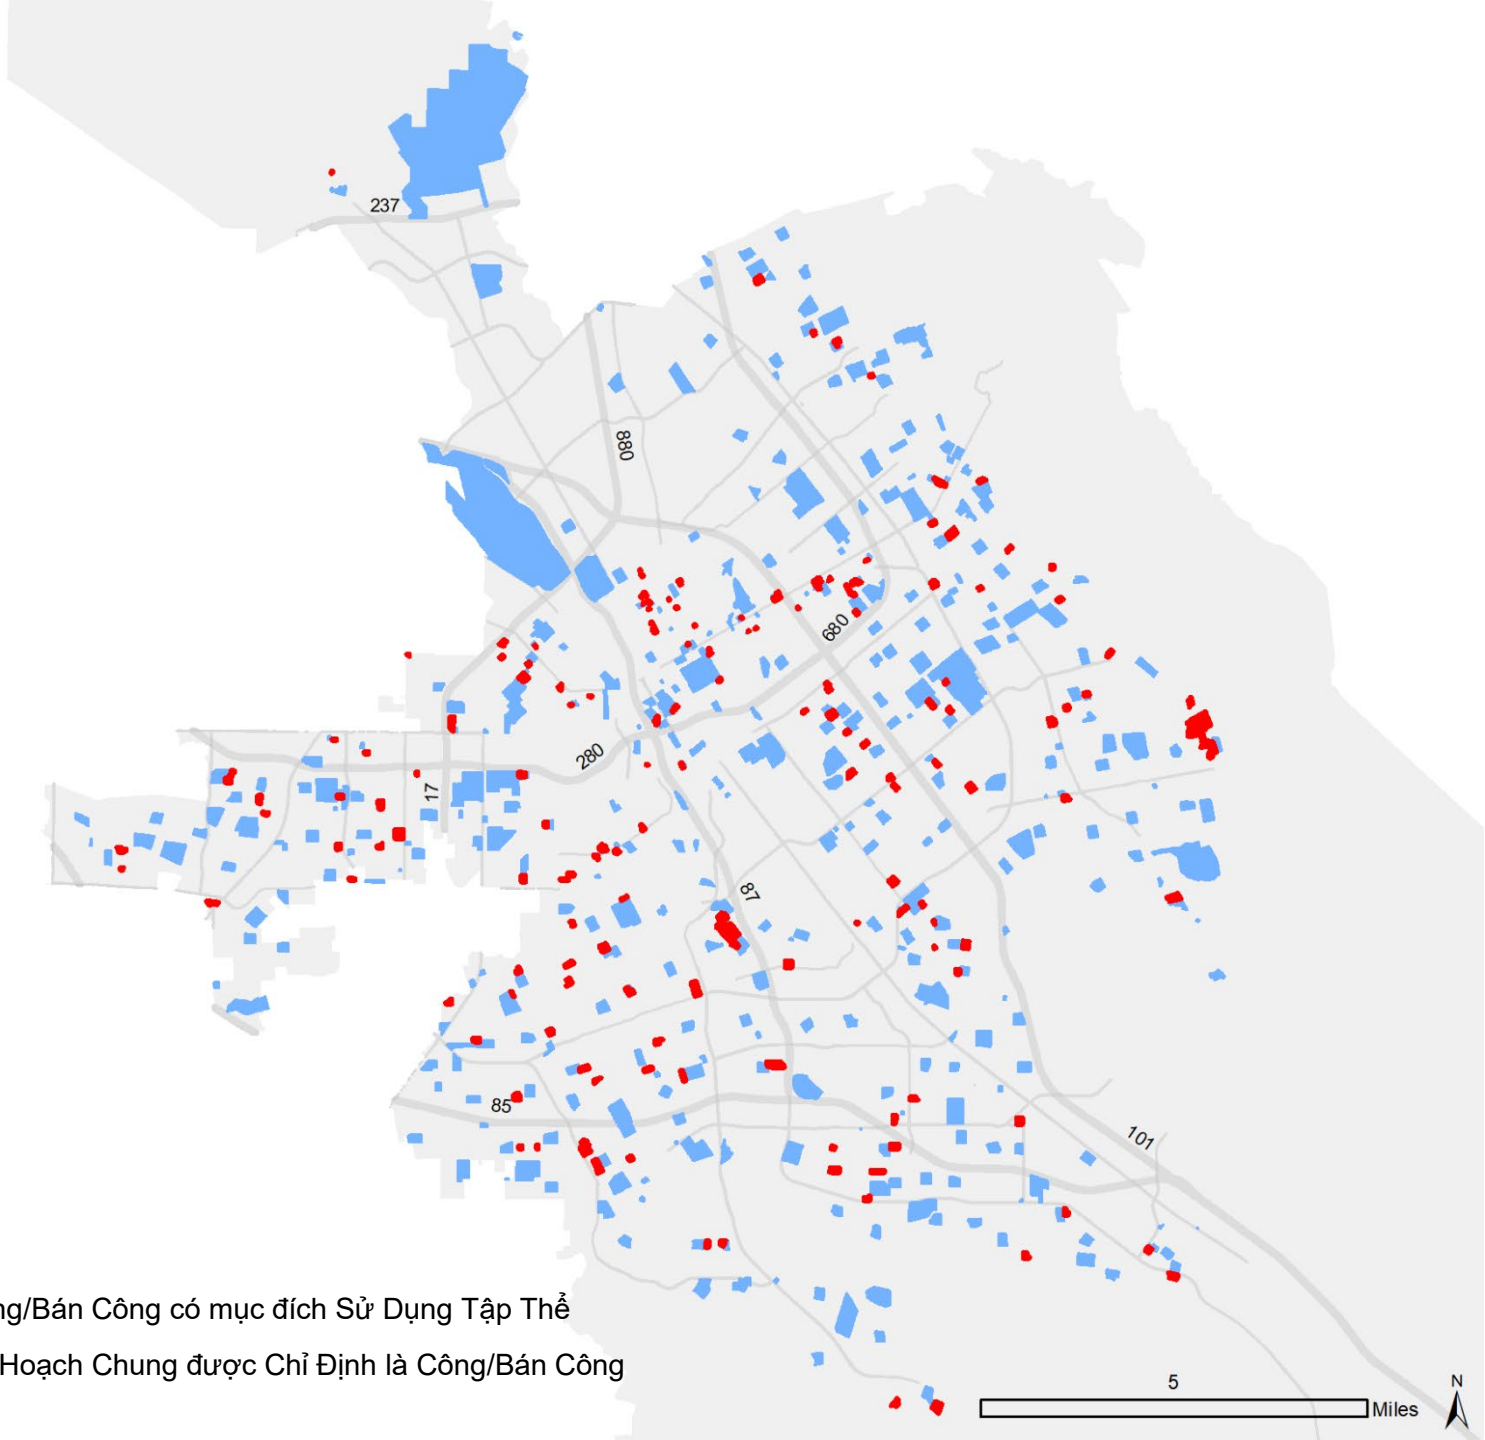 237
880
680
280
17
87
85
101
ng/Bán Công có mục đích Sử Dụng Tập Thể
Hoạch Chung được Chỉ Định là Công/Bán Công
5
Miles
N